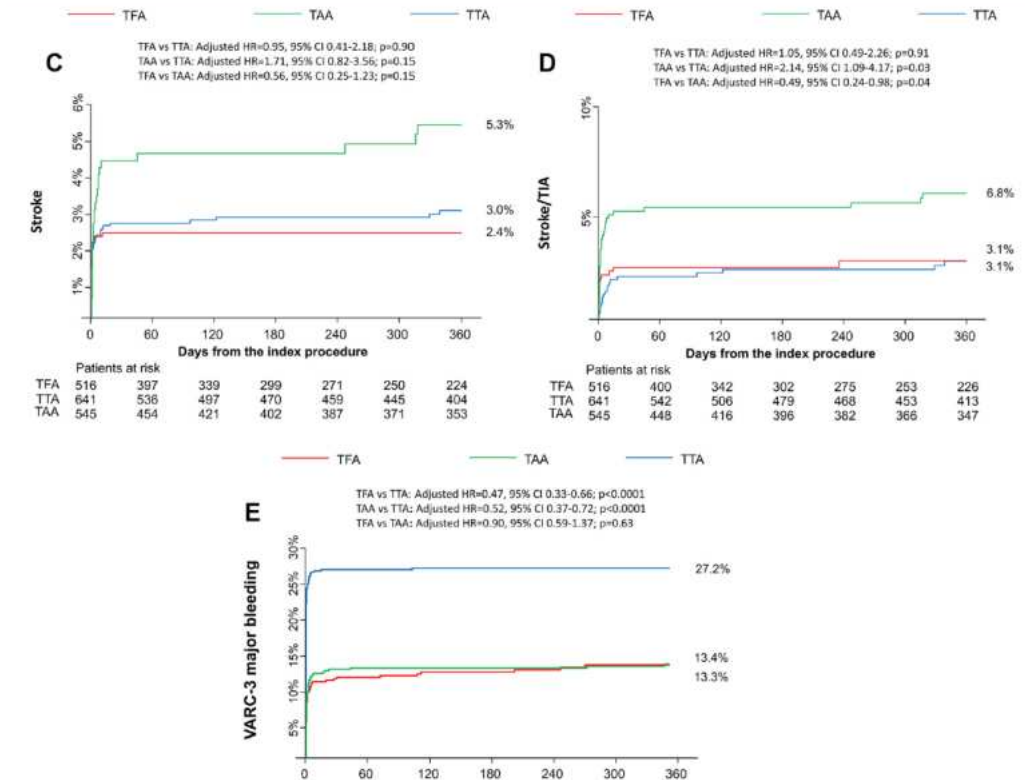 TFA TAA TTA
C
TFA vs TTA: Adjusted HR=0.95, 95% CI 0.41-2.18; p=0.90
TAA vs TTA: Adjusted HR=1.71, 95% CI 0.82-3.56; p=0.15
TFA vs TAA: Adjusted HR=0.56, 95% CI 0.25-1.23; p=0.15
Stroke
6%
5%
4%
3%
2%
1%
5.3%
3.0%
2.4%
0 60 120 180 240 300 360
Days from the index procedure
Patients at risk
TFA 516 397 339 299 271 250 224
TTA 641 536 497 470 459 445 404
TAA 545 454 421 402 387 371 353
TFA TAA TTA
D
TFA vs TTA: Adjusted HR=1.05, 95% CI 0.49-2.26; p=0.91
TAA vs TTA: Adjusted HR=2.14, 95% CI 1.09-4.17; p=0.03
TFA vs TAA: Adjusted HR=0.49, 95% CI 0.24-0.98; p=0.04
Stroke/TIA
10%
5%
6.8%
3.1%
3.1%
0 60 120 180 240 300 360
Days from the index procedure
Patients at risk
TFA 516 400 342 302 275 253 226
TTA 641 542 506 479 468 453 413
TAA 545 448 416 396 382 366 347
TFA TAA TTA
E
TFA vs TTA: Adjusted HR=0.47, 95% CI 0.33-0.66; p<0.0001
TAA vs TTA: Adjusted HR=0.52, 95% CI 0.37-0.72; p<0.0001
TFA vs TAA: Adjusted HR=0.90, 95% CI 0.59-1.37; p=0.63
VARC-3 major bleeding
30%
25%
20%
15%
10%
5%
27.2%
13.4%
13.3%
0 60 120 180 240 300 360